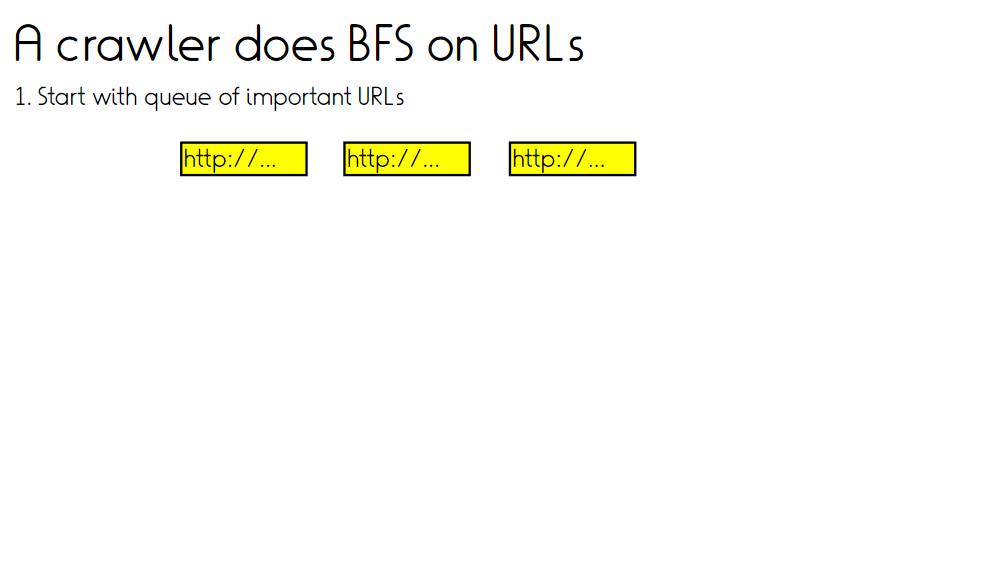 A crawler does BFS on URLs
1. Start with queue of important URLs
http://... http://... http://...